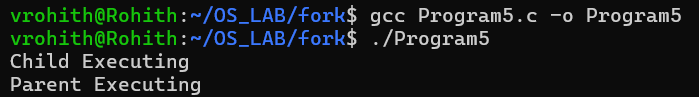 vrohith@Rohith:~/OS_LAB/fork$ gcc Program5.c -o Program5
vrohith@Rohith:~/OS_LAB/fork$ ./Program5
Child Executing
Parent Executing